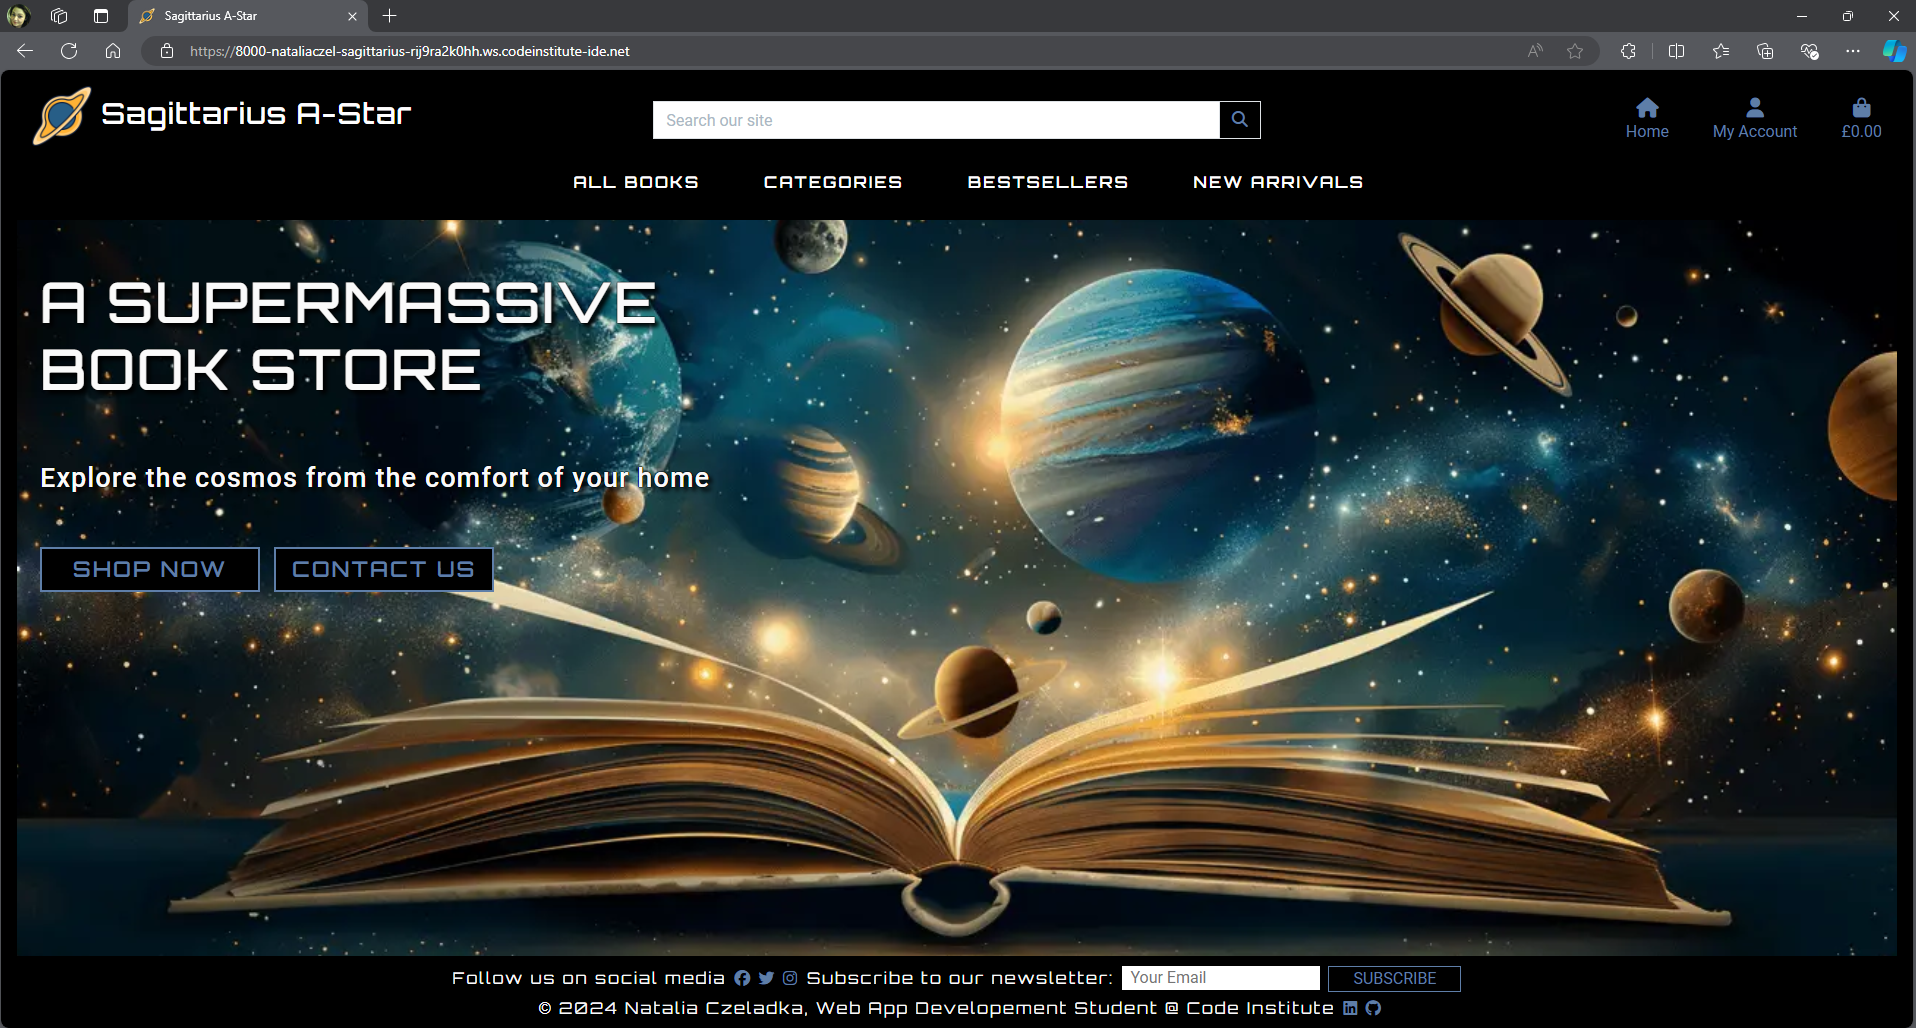 Sagittarius A-Star
https://8000-nataliaczel-sagittarius-rij9ra2k0hh.ws.codeinstitute-ide.net
Sagittarius A-Star
Search our site
Home
My Account
£0.00
ALL BOOKS
CATEGORIES
BESTSELLERS
NEW ARRIVALS
A SUPERMASSIVE
BOOK STORE
Explore the cosmos from the comfort of your home
SHOP NOW
CONTACT US
Follow us on social media
Subscribe to our newsletter:
Your Email
SUBSCRIBE
© 2024 Natalia Czeladka, Web App Developement Student @ Code Institute